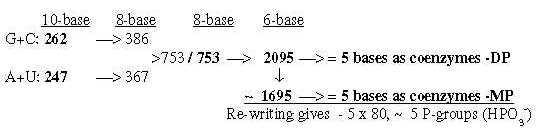 10-base 8-base 8-base 6-base
G+C: 262 —> 386
>753 / 753 —> 2095 —> = 5 bases as coenzymes -DP
A+U: 247 —> 367 ↓
~ 1695 —> = 5 bases as coenzymes -MP
Re-writing gives - 5 x 80, ~ 5 P-groups (HPO₃⁻)